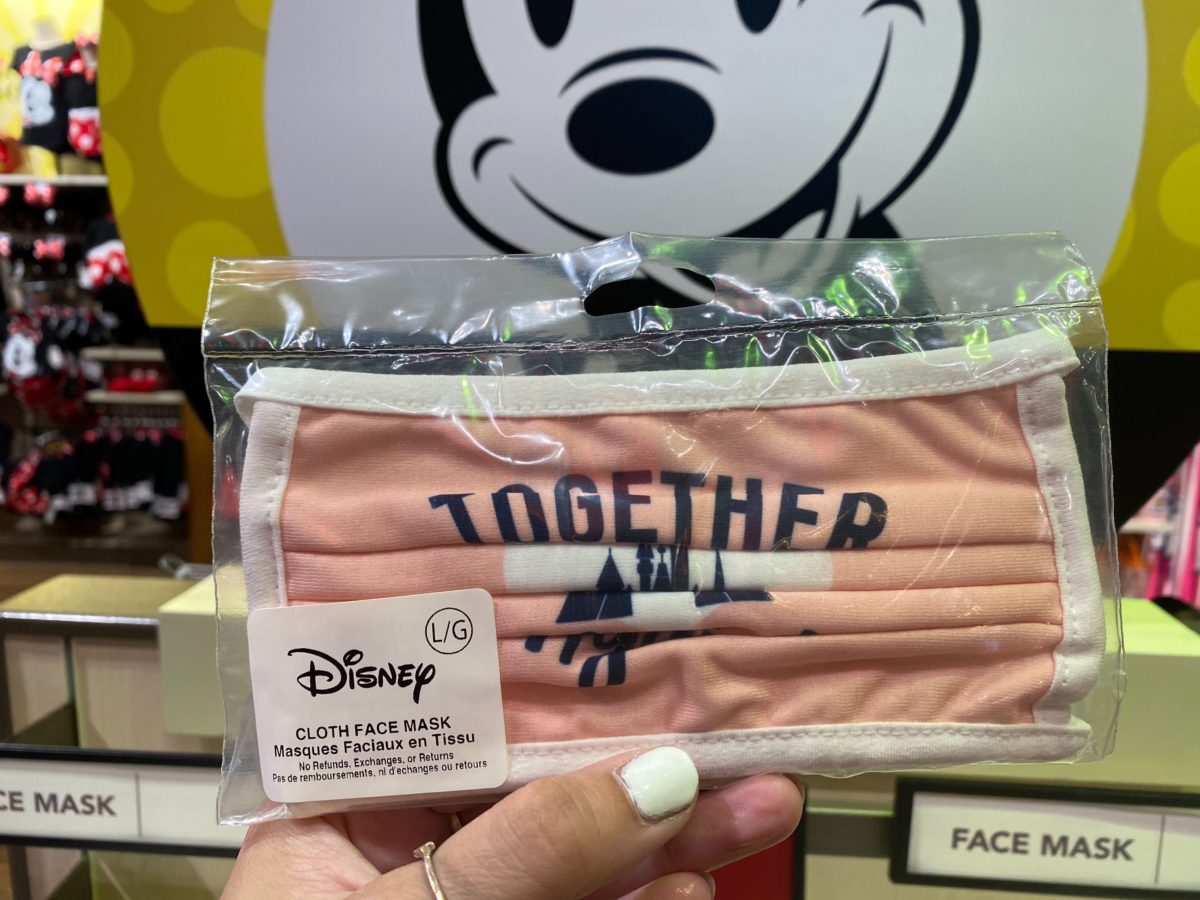 TOGETHER
L/G
Disney
CLOTH FACE MASK
Masques Faciaux en Tissu
No Refunds, Exchanges, or Returns
Pas de remboursements, ni d'echanges ou retours
CE MASK
FACE MASK